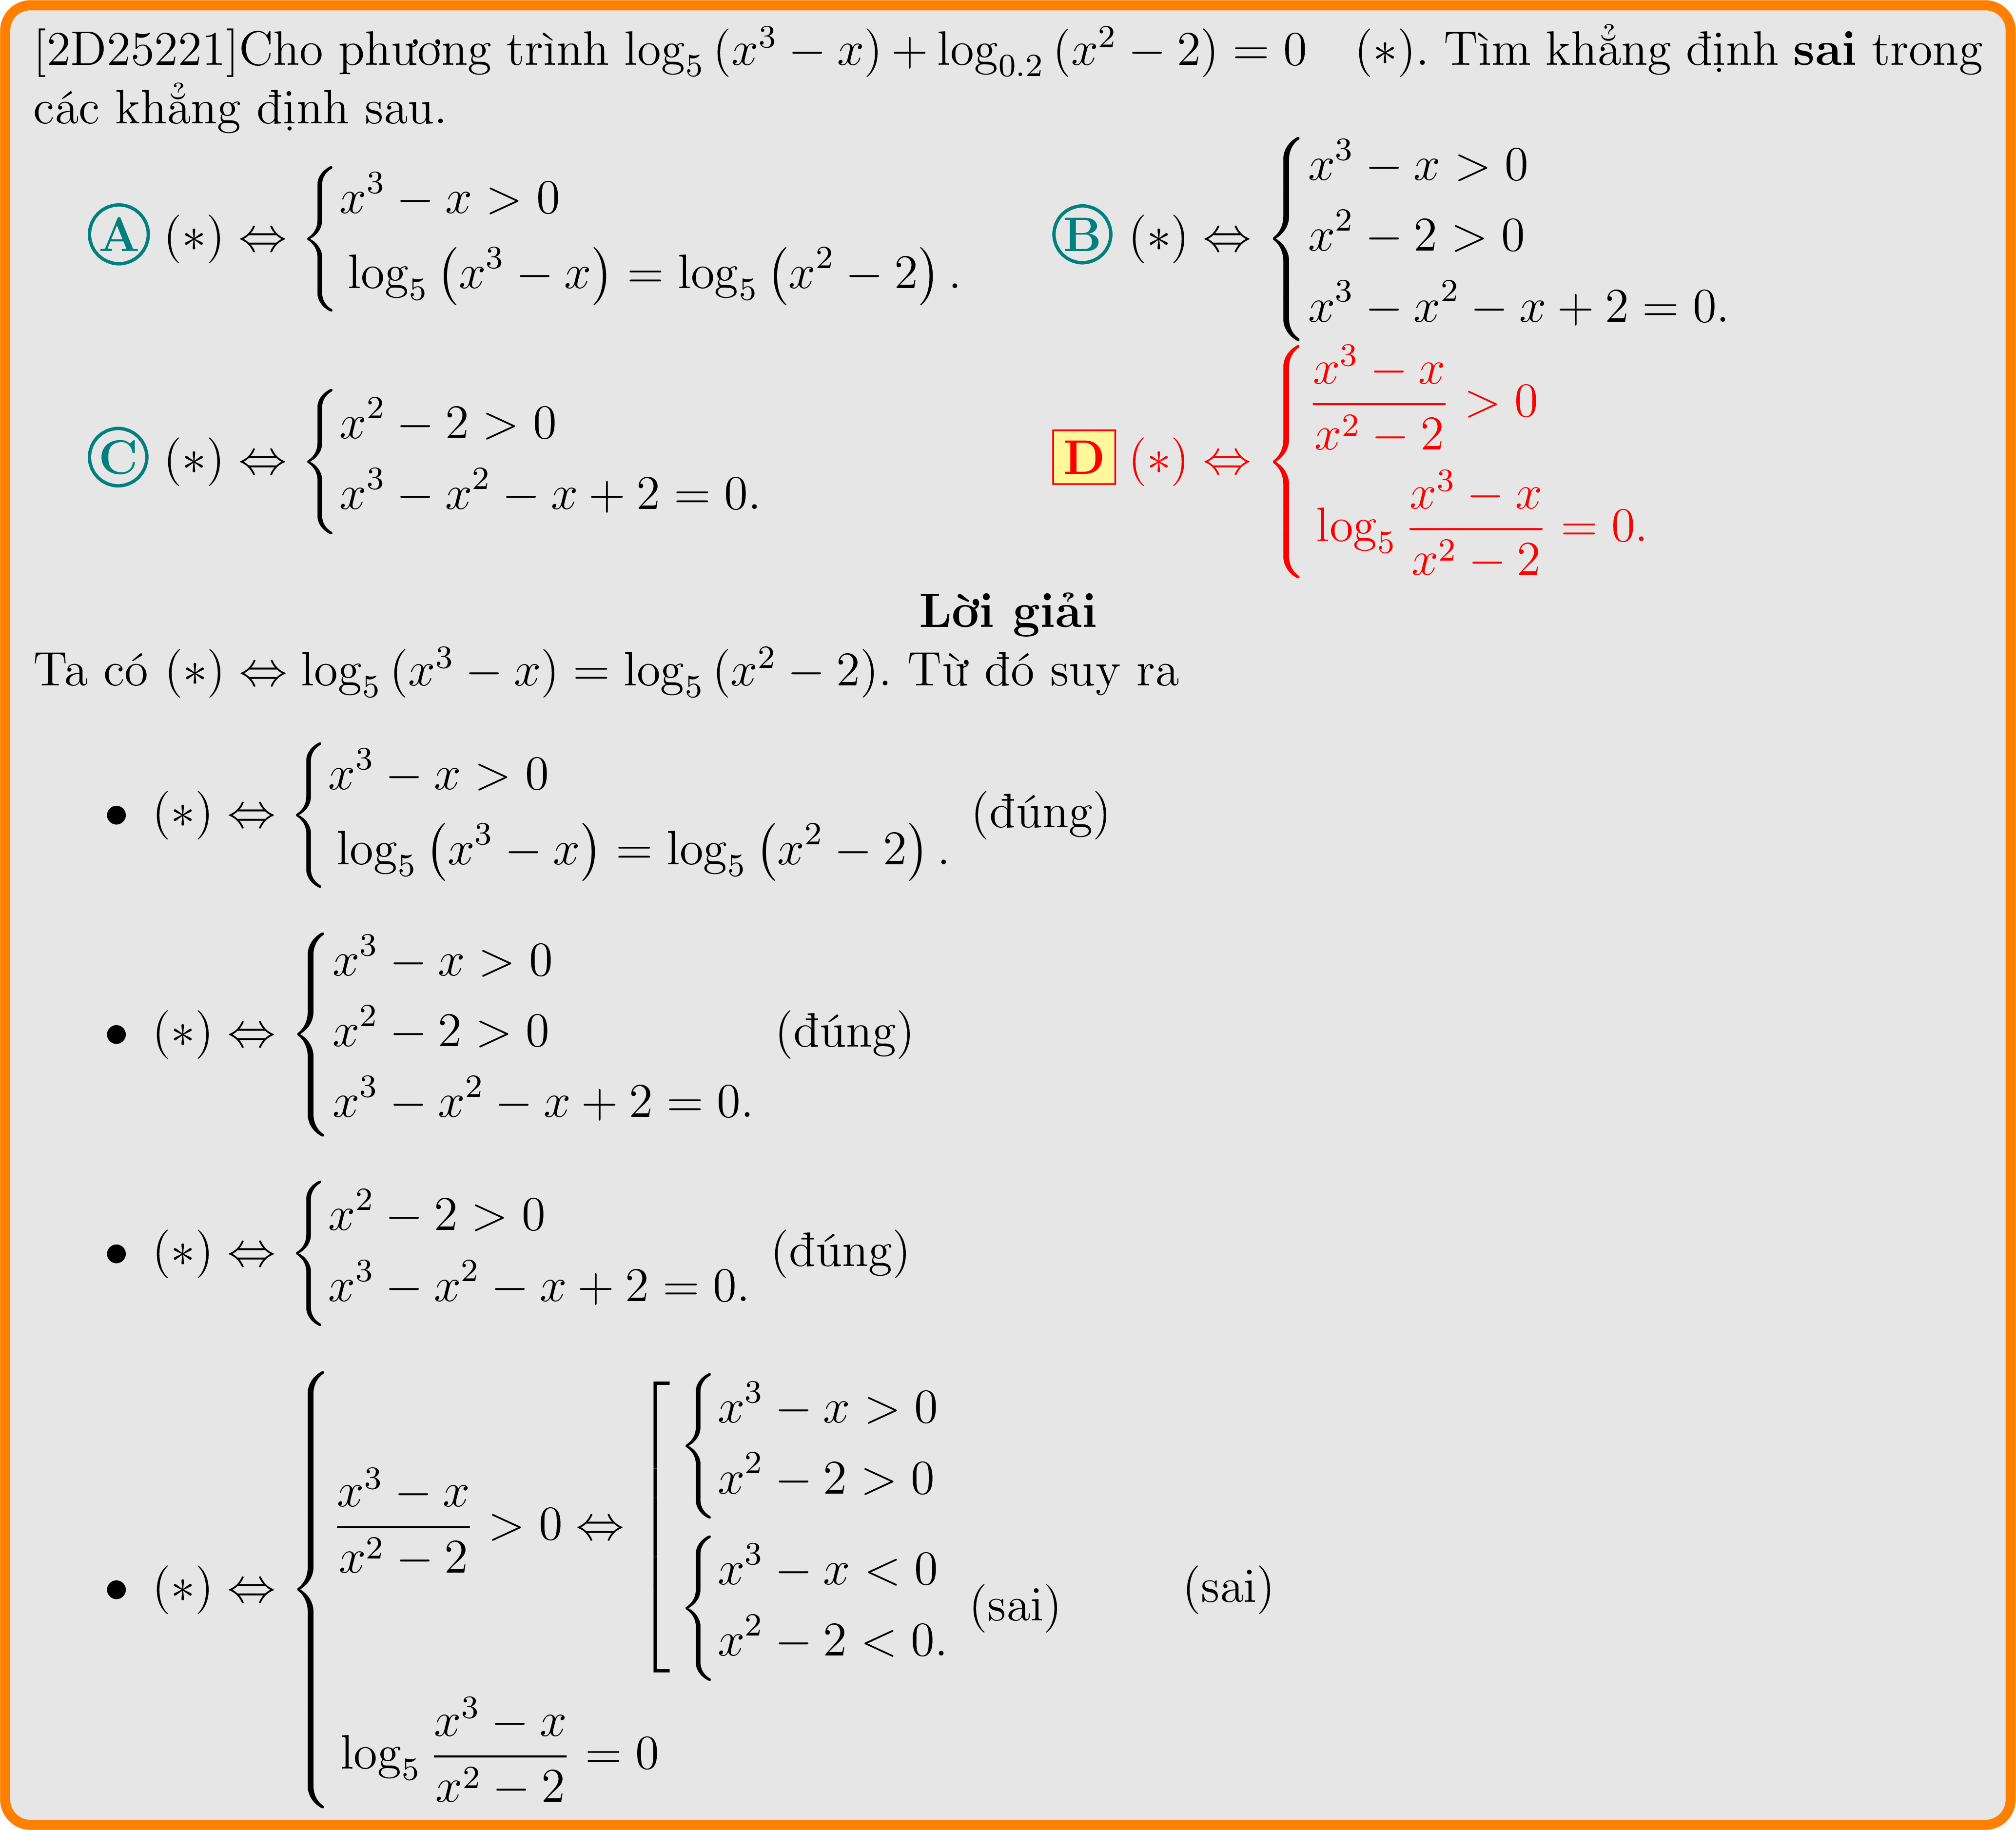 [2D25221]Cho phương trình $\log_5 (x^3 - x) + \log_{0.2} (x^2 - 2) = 0 \quad (*)$. Tìm khẳng định sai trong
các khẳng định sau.
A $(*) \Leftrightarrow \begin{cases} x^3 - x > 0 \\ \log_5 (x^3 - x) = \log_5 (x^2 - 2). \end{cases}$
B $(*) \Leftrightarrow \begin{cases} x^3 - x > 0 \\ x^2 - 2 > 0 \\ x^3 - x^2 - x + 2 = 0. \end{cases}$
C $(*) \Leftrightarrow \begin{cases} x^2 - 2 > 0 \\ x^3 - x^2 - x + 2 = 0. \end{cases}$
D $(*) \Leftrightarrow \begin{cases} \dfrac{x^3 - x}{x^2 - 2} > 0 \\ \log_5 \dfrac{x^3 - x}{x^2 - 2} = 0. \end{cases}$
Lời giải
Ta có $(*) \Leftrightarrow \log_5 (x^3 - x) = \log_5 (x^2 - 2)$. Từ đó suy ra
• $(*) \Leftrightarrow \begin{cases} x^3 - x > 0 \\ \log_5 (x^3 - x) = \log_5 (x^2 - 2). \end{cases}$ (đúng)
• $(*) \Leftrightarrow \begin{cases} x^3 - x > 0 \\ x^2 - 2 > 0 \\ x^3 - x^2 - x + 2 = 0. \end{cases}$ (đúng)
• $(*) \Leftrightarrow \begin{cases} x^2 - 2 > 0 \\ x^3 - x^2 - x + 2 = 0. \end{cases}$ (đúng)
• $(*) \Leftrightarrow \begin{cases} \dfrac{x^3 - x}{x^2 - 2} > 0 \Leftrightarrow \left[ \begin{array}{l} \begin{cases} x^3 - x > 0 \\ x^2 - 2 > 0 \end{cases} \\ \begin{cases} x^3 - x < 0 \\ x^2 - 2 < 0. \end{cases} \text{(sai)} \end{array} \right. \\ \log_5 \dfrac{x^3 - x}{x^2 - 2} = 0 \end{cases}$ (sai)